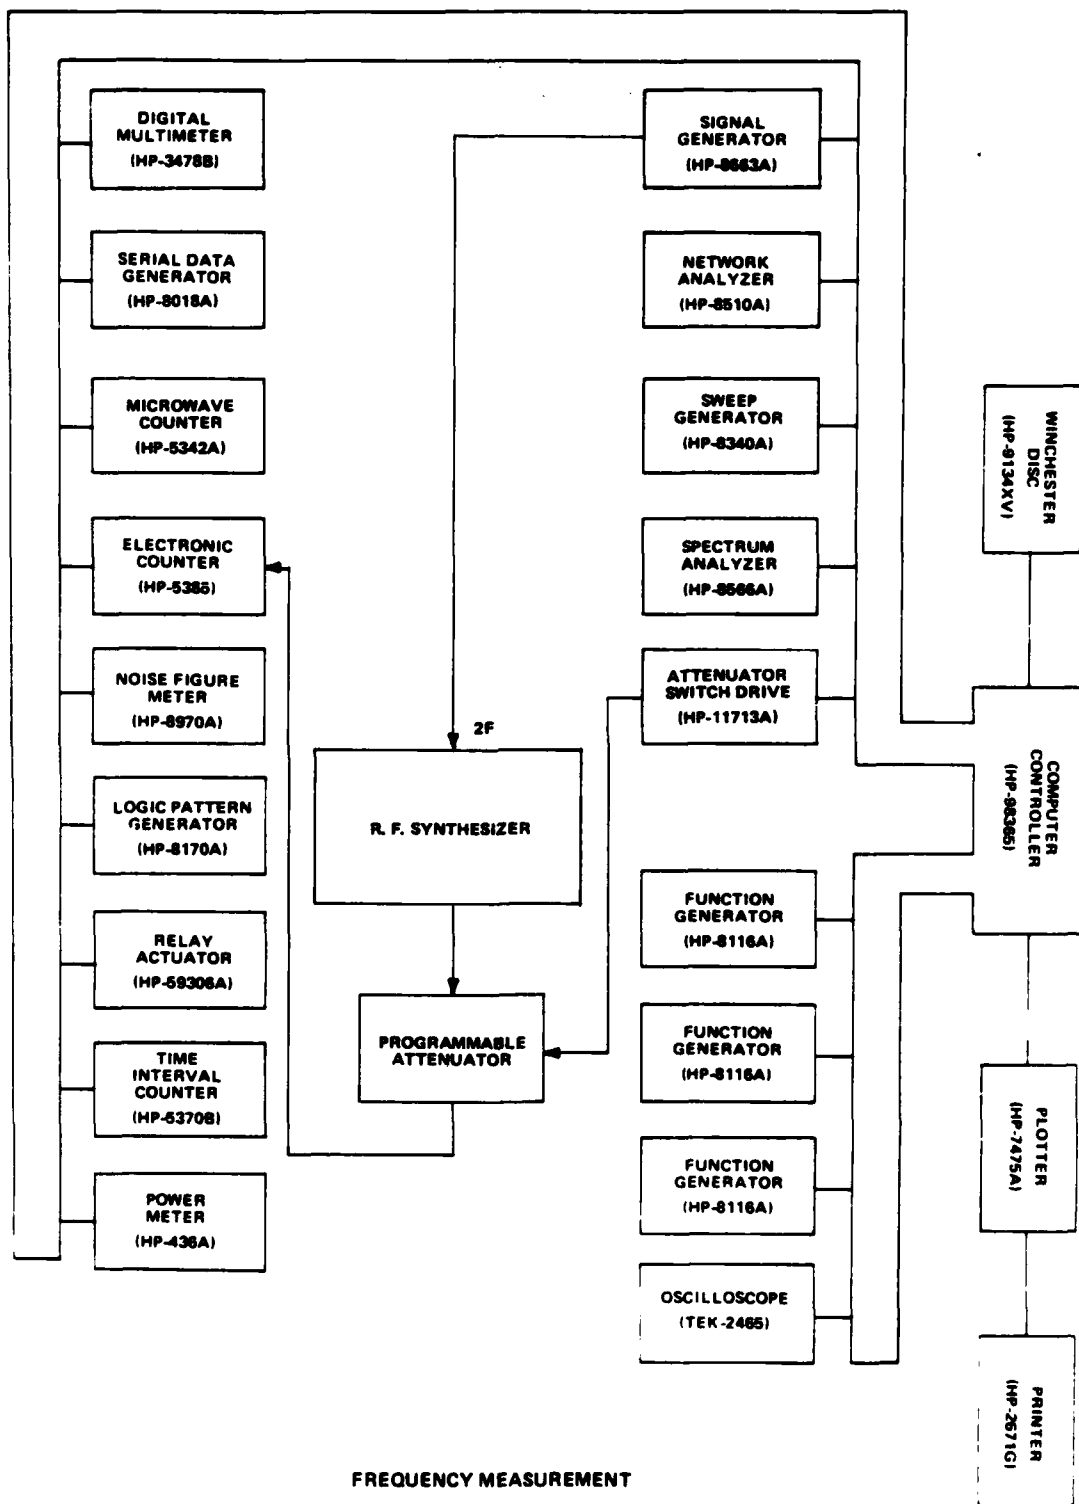 DIGITAL
MULTIMETER
(HP-3478B)
SERIAL DATA
GENERATOR
(HP-8018A)
MICROWAVE
COUNTER
(HP-5342A)
ELECTRONIC
COUNTER
(HP-5385)
NOISE FIGURE
METER
(HP-8970A)
LOGIC PATTERN
GENERATOR
(HP-8170A)
RELAY
ACTUATOR
(HP-59306A)
TIME
INTERVAL
COUNTER
(HP-5370B)
POWER
METER
(HP-436A)
2F
R. F. SYNTHESIZER
PROGRAMMABLE
ATTENUATOR
SIGNAL
GENERATOR
(HP-8663A)
NETWORK
ANALYZER
(HP-8510A)
SWEEP
GENERATOR
(HP-8340A)
SPECTRUM
ANALYZER
(HP-8566A)
ATTENUATOR
SWITCH DRIVE
(HP-11713A)
FUNCTION
GENERATOR
(HP-8116A)
FUNCTION
GENERATOR
(HP-8116A)
FUNCTION
GENERATOR
(HP-8116A)
OSCILLOSCOPE
(TEK-2465)
WINCHESTER
DISC
(HP-9134XV)
COMPUTER
CONTROLLER
PLOTTER
(HP-7475A)
PRINTER
(HP-2671G)
FREQUENCY MEASUREMENT